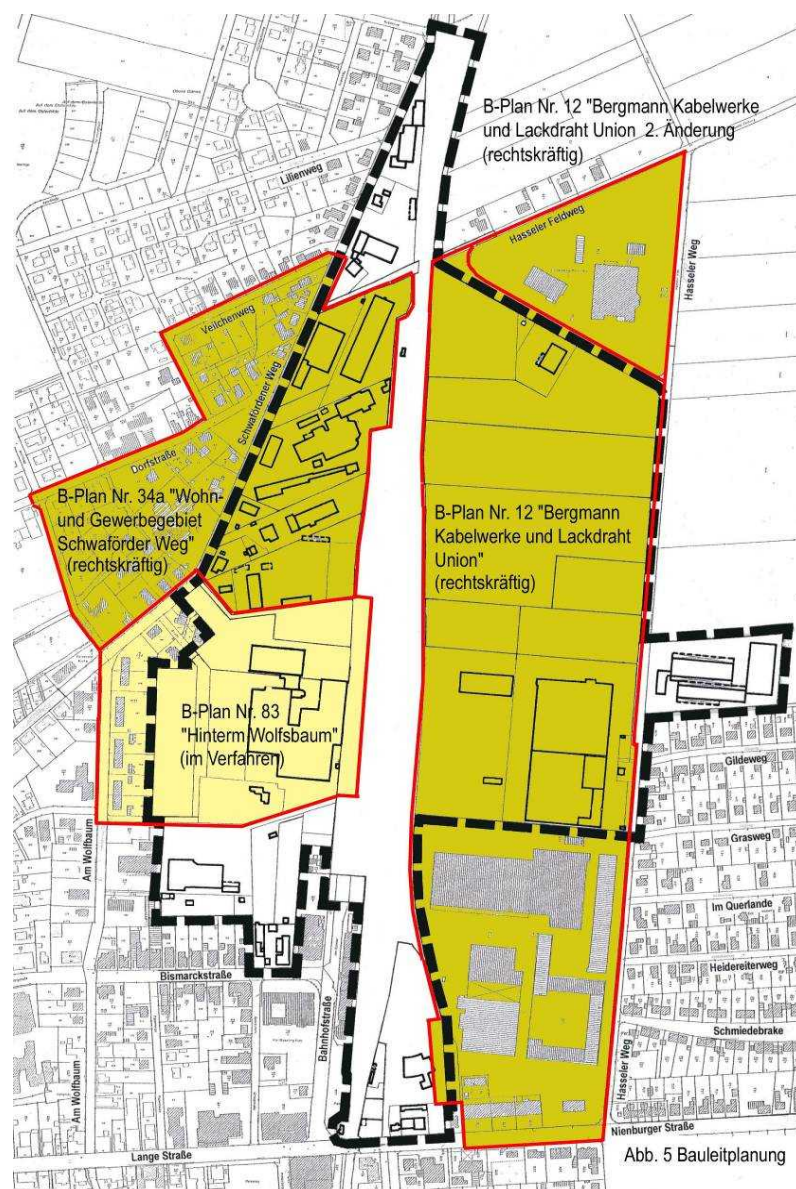 B-Plan Nr. 12 "Bergmann Kabelwerke
und Lackdraht Union 2. Änderung
(rechtskräftig)
Lilienweg
Hasseler Feldweg
Hasseler Weg
Veilchenweg
Schwafördener Weg
Dorfstraße
B-Plan Nr. 34a "Wohn-
und Gewerbegebiet
Schwaförder Weg"
(rechtskräftig)
B-Plan Nr. 12 "Bergmann
Kabelwerke und Lackdraht
Union"
(rechtskräftig)
B-Plan Nr. 83
"Hinterm Wolfsbaum"
(im Verfahren)
Gildeweg
Am Wolfbaum
Grasweg
Im Querlande
Bismarckstraße
Heidereiterweg
Bahnhofstraße
Schmiedebrake
Hasseler Weg
Am Wolfbaum
Nienburger Straße
Lange Straße
Abb. 5 Bauleitplanung